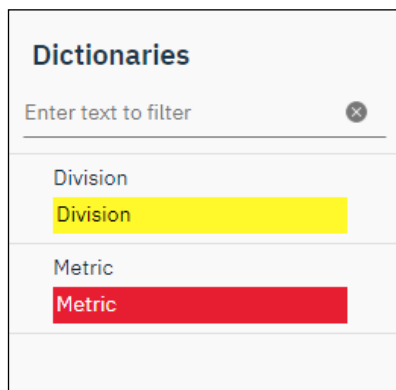 Dictionaries
Enter text to filter
Division
Division
Metric
Metric